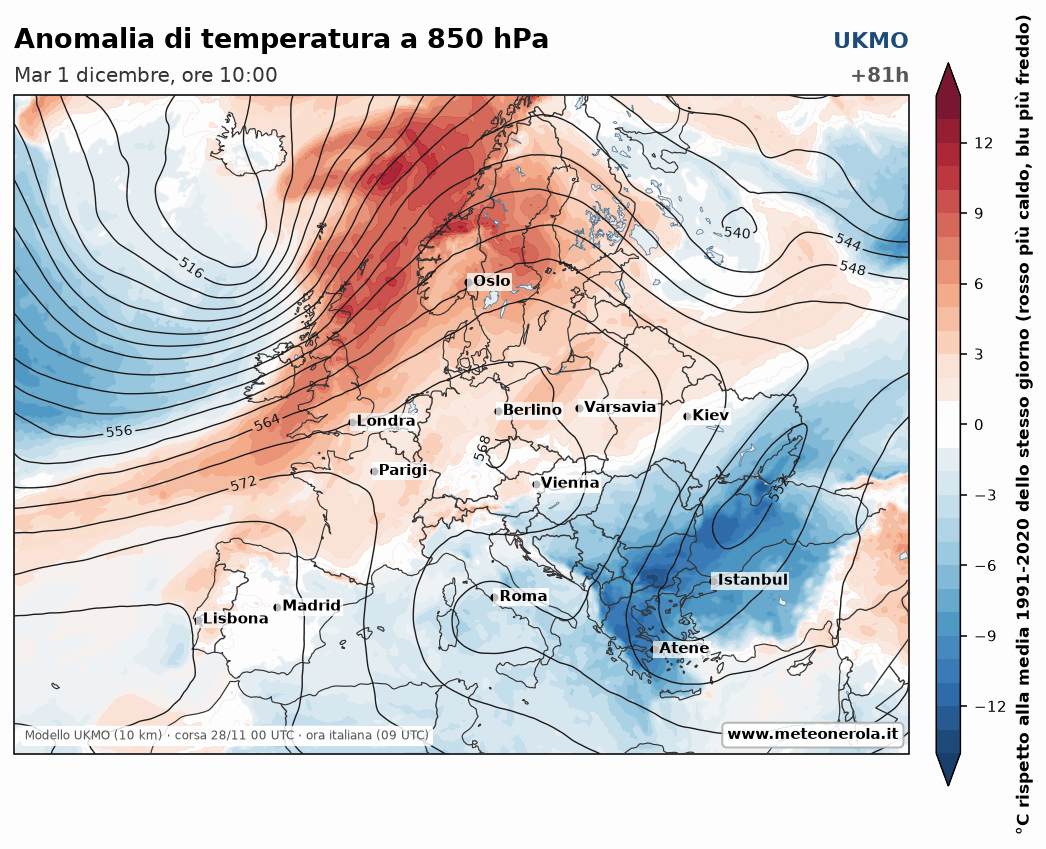 Anomalia di temperatura a 850 hPa
UKMO
Mar 1 dicembre, ore 10:00
+81h
516
540
544
548
Oslo
556
564
Londra
568
Berlino
Varsavia
Kiev
Parigi
572
Vienna
552
Istanbul
Roma
Madrid
Lisbona
Atene
Modello UKMO (10 km) · corsa 28/11 00 UTC · ora italiana (09 UTC)
www.meteonerola.it
12
9
6
3
0
−3
−6
−9
−12
°C rispetto alla media 1991-2020 dello stesso giorno (rosso più caldo, blu più freddo)